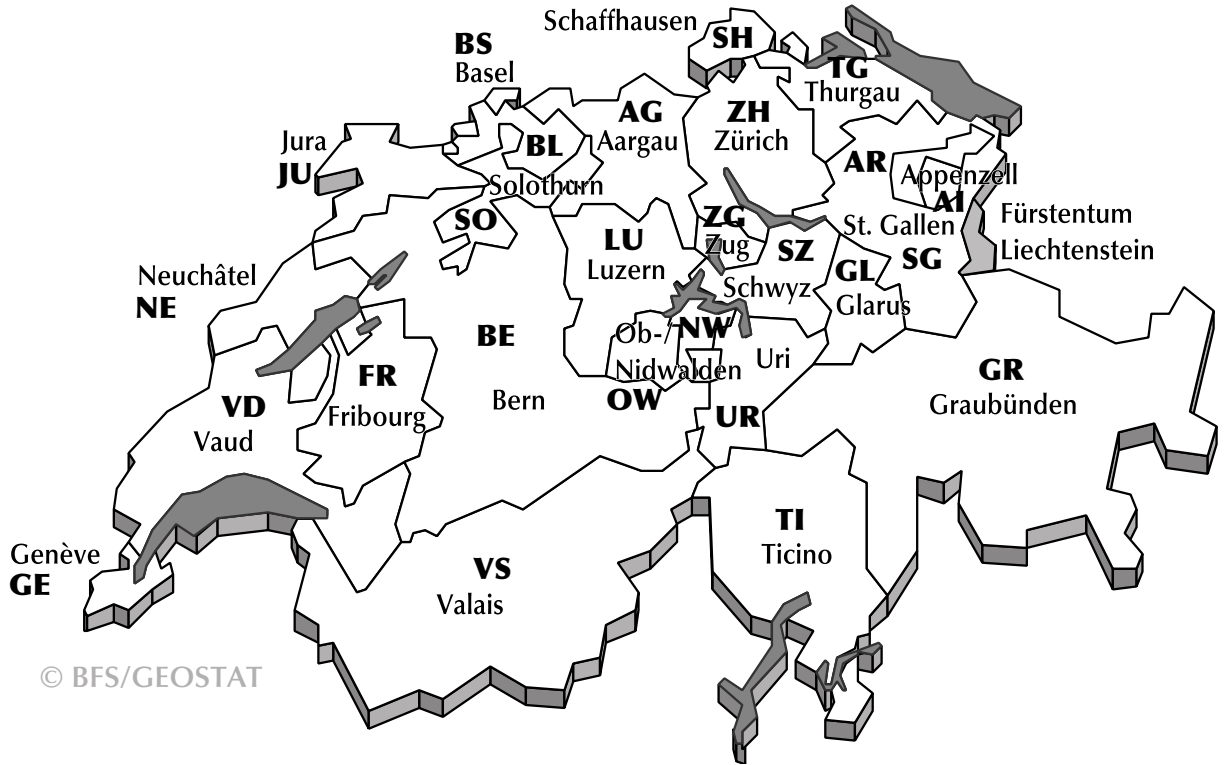 Schaffhausen
SH
BS
Basel
TG
Thurgau
AG
Aargau
ZH
Zürich
Jura
JU
BL
AR
Appenzell
AI
Solothurn
SO
ZG
Zug
LU
Luzern
SZ
Schwyz
St. Gallen
SG
Fürstentum
Liechtenstein
GL
Glarus
Neuchâtel
NE
BE
Bern
Ob-/
NW
Nidwalden
OW
Uri
UR
FR
Fribourg
GR
Graubünden
VD
Vaud
TI
Ticino
Genève
GE
VS
Valais
© BFS/GEOSTAT